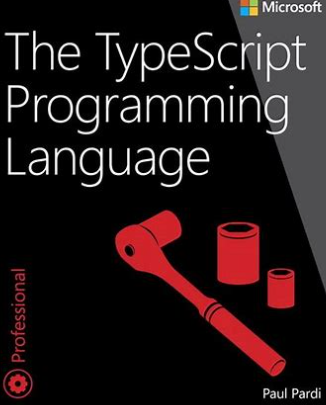 Microsoft
The TypeScript
Programming
Language
Professional
Paul Pardi